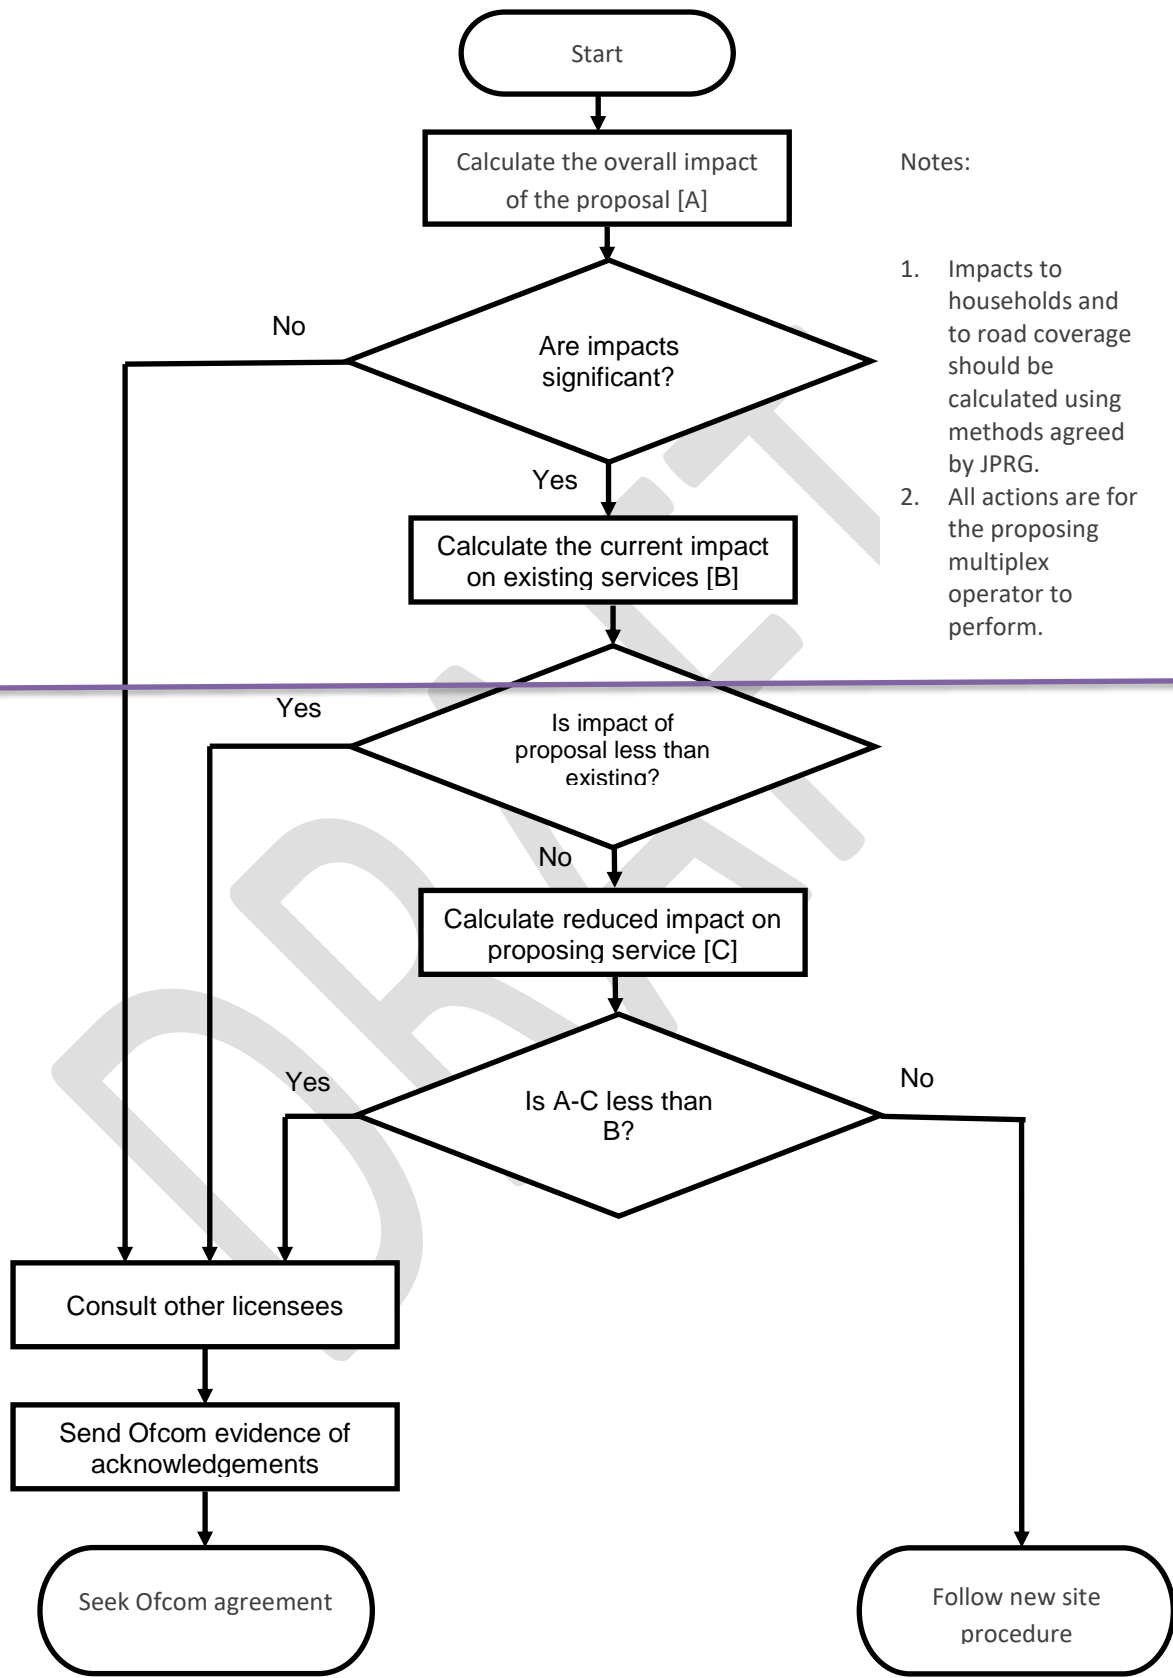 Start
Calculate the overall impact
of the proposal [A]
Notes:
1. Impacts to
households and
to road coverage
should be
calculated using
methods agreed
by JPRG.
2. All actions are for
the proposing
multiplex
operator to
perform.
No
Are impacts
significant?
Yes
Calculate the current impact
on existing services [B]
Yes
Is impact of
proposal less than
existing?
No
Calculate reduced impact on
proposing service [C]
Yes
Is A-C less than
B?
No
Consult other licensees
Send Ofcom evidence of
acknowledgements
Seek Ofcom agreement
Follow new site
procedure
DRAFT